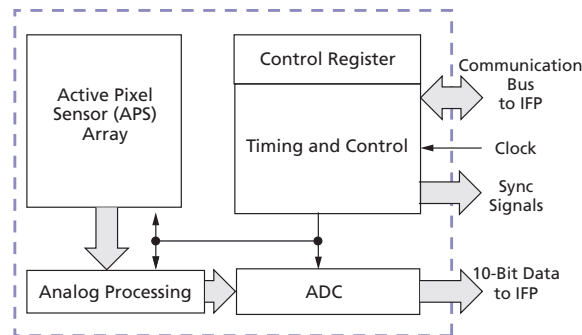 Active Pixel
Sensor (APS)
Array
Control Register
Timing and Control
Communication
Bus
to IFP
Clock
Sync
Signals
Analog Processing
ADC
10-Bit Data
to IFP